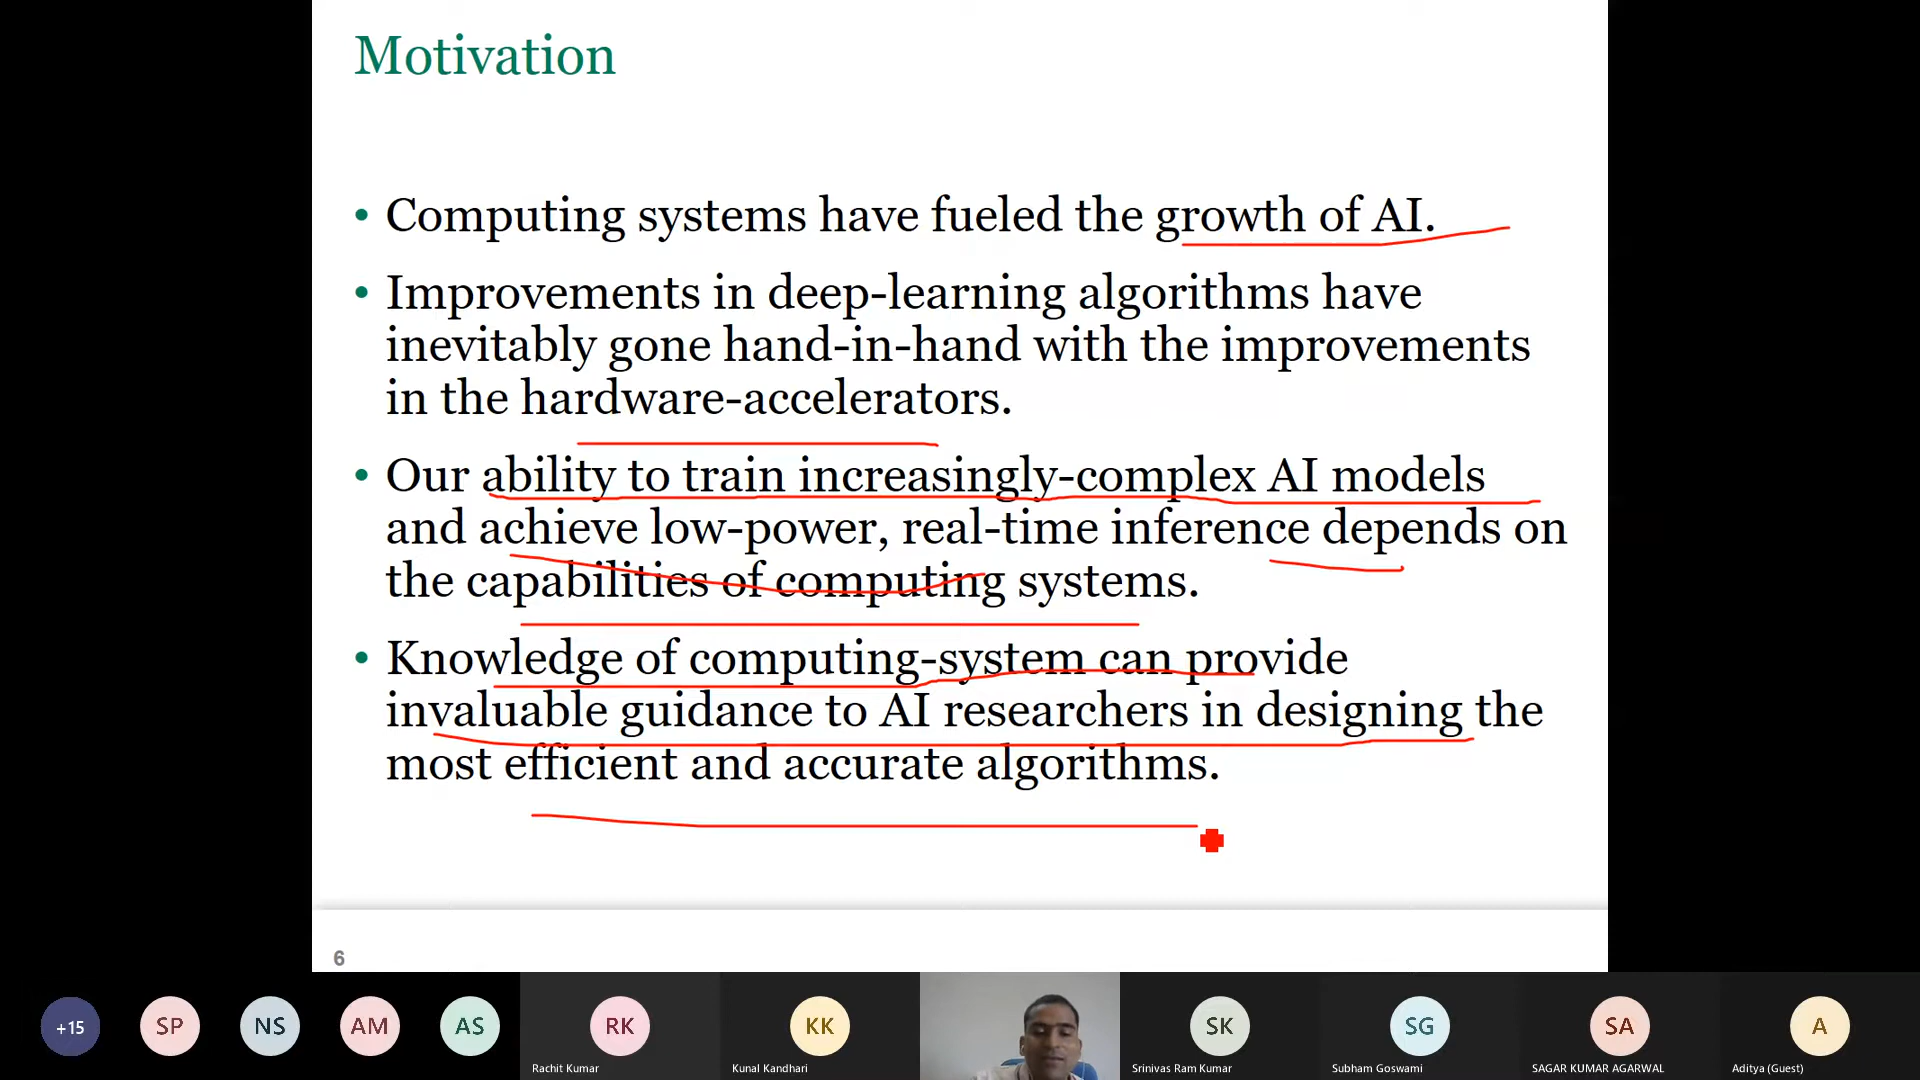 Motivation
• Computing systems have fueled the growth of AI.
• Improvements in deep-learning algorithms have
inevitably gone hand-in-hand with the improvements
in the hardware-accelerators.
• Our ability to train increasingly-complex AI models
and achieve low-power, real-time inference depends on
the capabilities of computing systems.
• Knowledge of computing-system can provide
invaluable guidance to AI researchers in designing the
most efficient and accurate algorithms.
6
+15
SP
NS
AM
AS
RK
KK
SK
SG
SA
A
Rachit Kumar
Kunal Kandhari
Srinivas Ram Kumar
Subham Goswami
SAGAR KUMAR AGARWAL
Aditya (Guest)